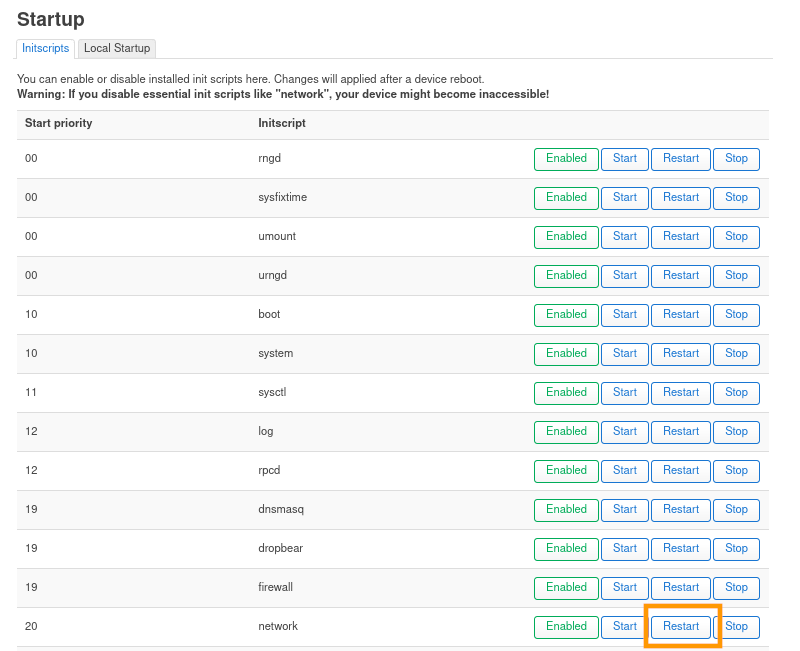 Startup
Initscripts Local Startup
You can enable or disable installed init scripts here. Changes will applied after a device reboot.
Warning: If you disable essential init scripts like "network", your device might become inaccessible!
Start priority Initscript
00 rngd Enabled Start Restart Stop
00 sysfixtime Enabled Start Restart Stop
00 umount Enabled Start Restart Stop
00 urngd Enabled Start Restart Stop
10 boot Enabled Start Restart Stop
10 system Enabled Start Restart Stop
11 sysctl Enabled Start Restart Stop
12 log Enabled Start Restart Stop
12 rpcd Enabled Start Restart Stop
19 dnsmasq Enabled Start Restart Stop
19 dropbear Enabled Start Restart Stop
19 firewall Enabled Start Restart Stop
20 network Enabled Start Restart Stop